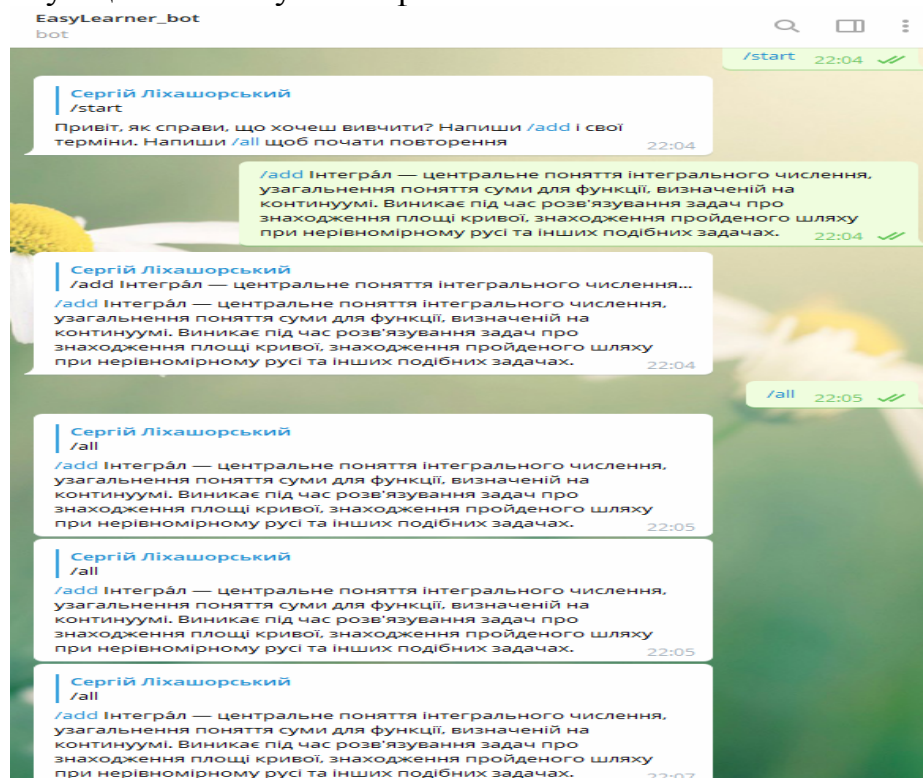 EasyLearner_bot
bot
/start 22:04
Сергій Ліхашорський
/start
Привіт, як справи, що хочеш вивчити? Напиши /add і свої
терміни. Напиши /all щоб почати повторення 22:04
/add Інтегрáл — центральне поняття інтегрального числення,
узагальнення поняття суми для функції, визначеній на
континуумі. Виникає під час розв'язування задач про
знаходження площі кривої, знаходження пройденого шляху
при нерівномірному русі та інших подібних задачах. 22:04
Сергій Ліхашорський
/add Інтегрáл — центральне поняття інтегрального числення...
/add Інтегрáл — центральне поняття інтегрального числення,
узагальнення поняття суми для функції, визначеній на
континуумі. Виникає під час розв'язування задач про
знаходження площі кривої, знаходження пройденого шляху
при нерівномірному русі та інших подібних задачах. 22:04
/all 22:05
Сергій Ліхашорський
/all
/add Інтегрáл — центральне поняття інтегрального числення,
узагальнення поняття суми для функції, визначеній на
континуумі. Виникає під час розв'язування задач про
знаходження площі кривої, знаходження пройденого шляху
при нерівномірному русі та інших подібних задачах. 22:05
Сергій Ліхашорський
/all
/add Інтегрáл — центральне поняття інтегрального числення,
узагальнення поняття суми для функції, визначеній на
континуумі. Виникає під час розв'язування задач про
знаходження площі кривої, знаходження пройденого шляху
при нерівномірному русі та інших подібних задачах. 22:05
Сергій Ліхашорський
/all
/add Інтегрáл — центральне поняття інтегрального числення,
узагальнення поняття суми для функції, визначеній на
континуумі. Виникає під час розв'язування задач про
знаходження площі кривої, знаходження пройденого шляху
при нерівномірному русі та інших подібних задачах. 22:07